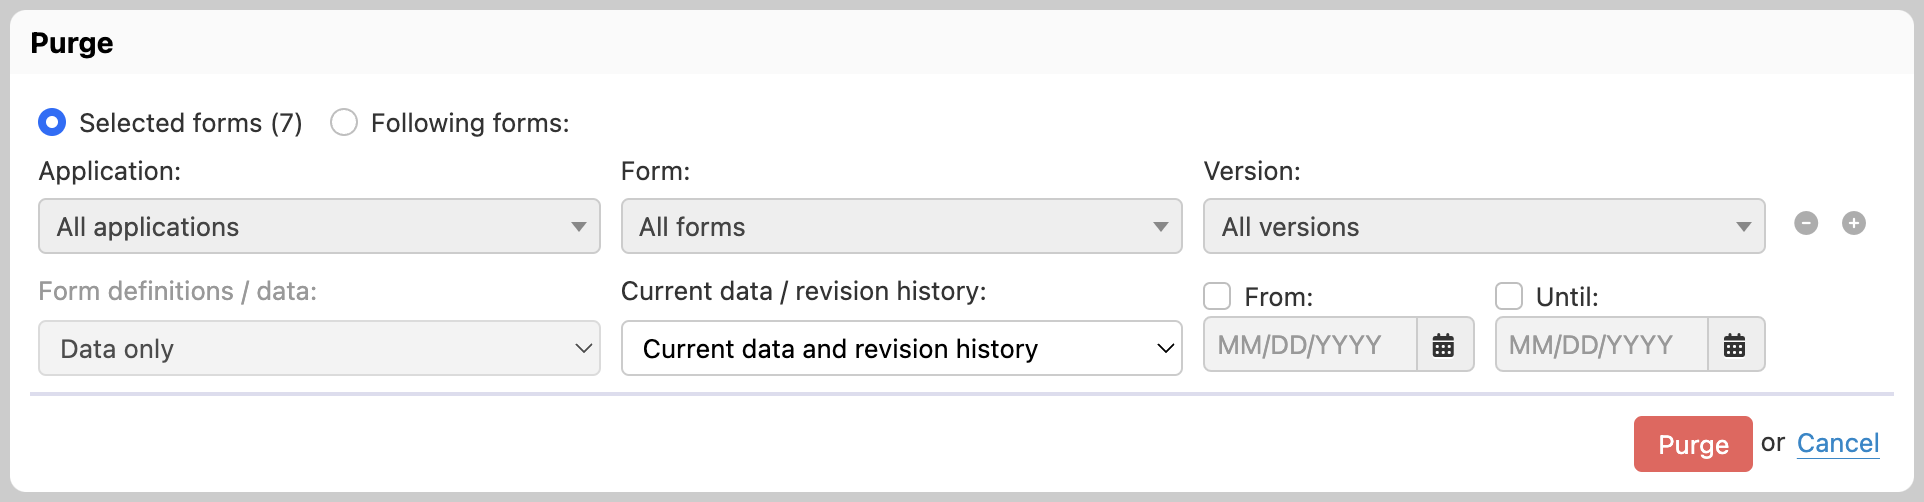 Purge
Selected forms (7) Following forms:
Application: Form: Version:
All applications All forms All versions
Form definitions / data: Current data / revision history: From: Until:
Data only Current data and revision history MM/DD/YYYY MM/DD/YYYY
Purge or Cancel